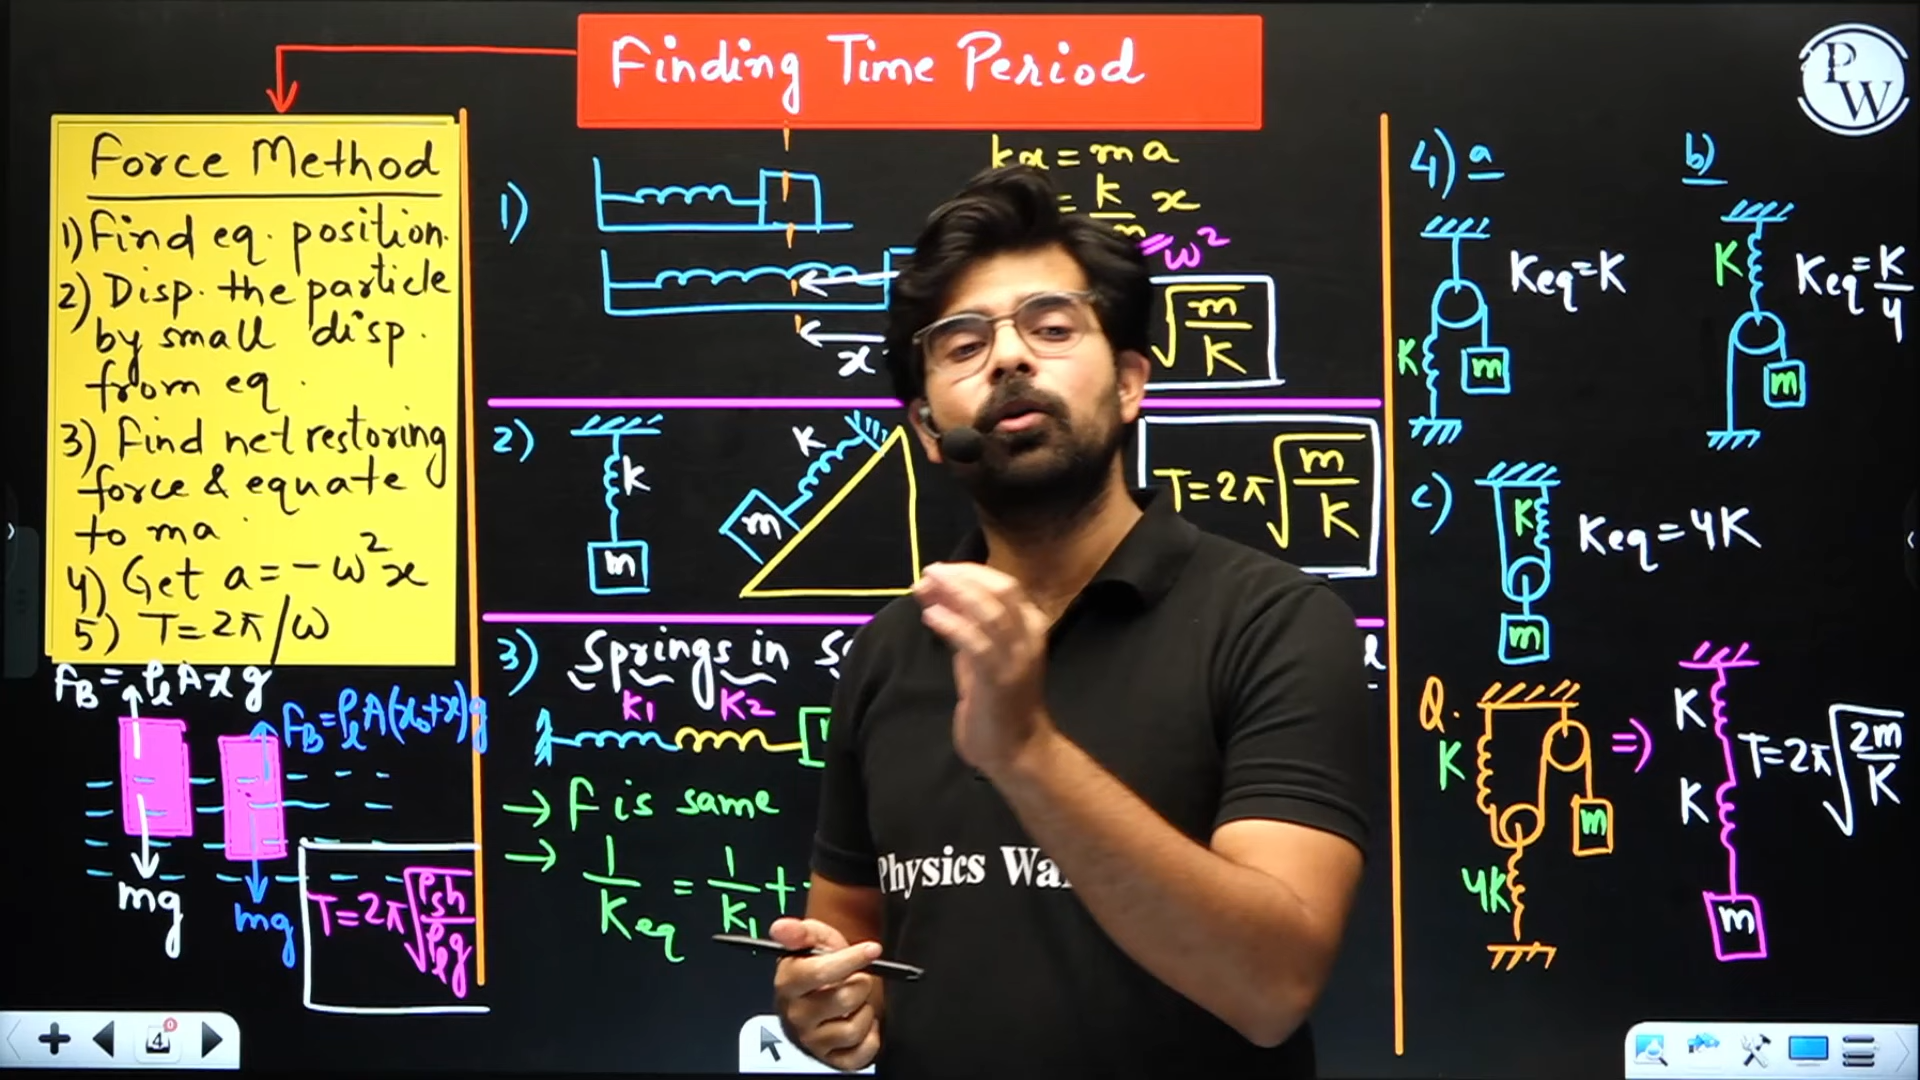 Finding Time Period
PW
Force Method
1) Find eq. position.
2) Disp. the particle
by small disp.
from eq.
3) Find net restoring
force & equate
to ma.
4) Get a = -ω²x
5) T = 2π/ω
F_B = ρ_l A x g
F_B = ρ_l A(x₀+x)g
mg
mg
T = 2π√(ρ_s h/ρ_l g)
1)
kx = ma
= k/m x
= ω²
x
√(m/K)
2)
K
m
K
m
T = 2π√(m/K)
3) Springs in
K1 K2
→ F is same
→ 1/Keq = 1/K1 +
4) a
Keq = K
K
m
b)
K
Keq = K/4
m
c)
K
Keq = 4K
m
Q.
K
m
4K
⇒
K
K
m
T = 2π√(2m/K)
Physics Wa
4
0